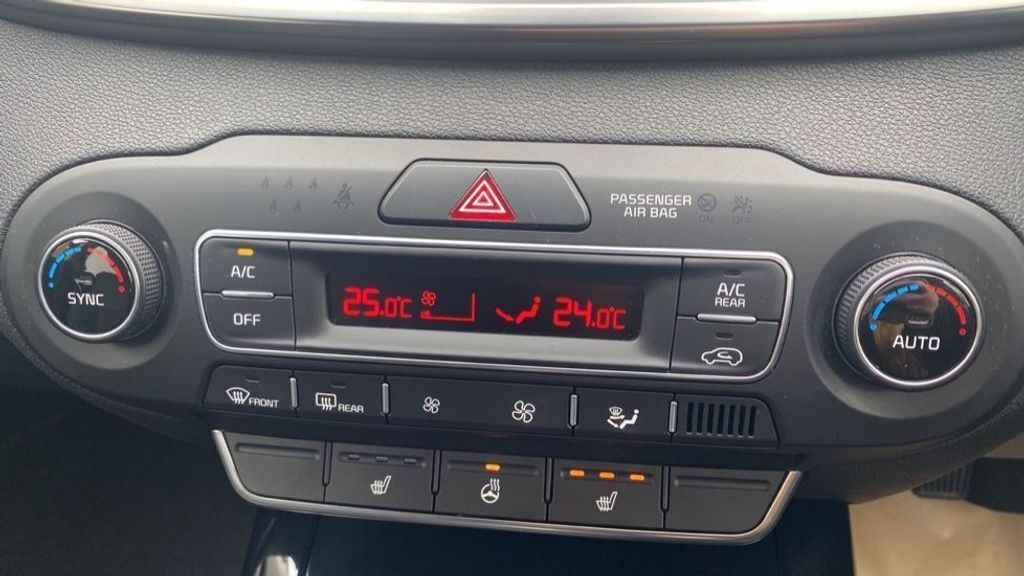 PASSENGER
AIR BAG
ON OFF
A/C
OFF
SYNC
25.0°C 24.0°C
A/C
REAR
AUTO
FRONT
REAR